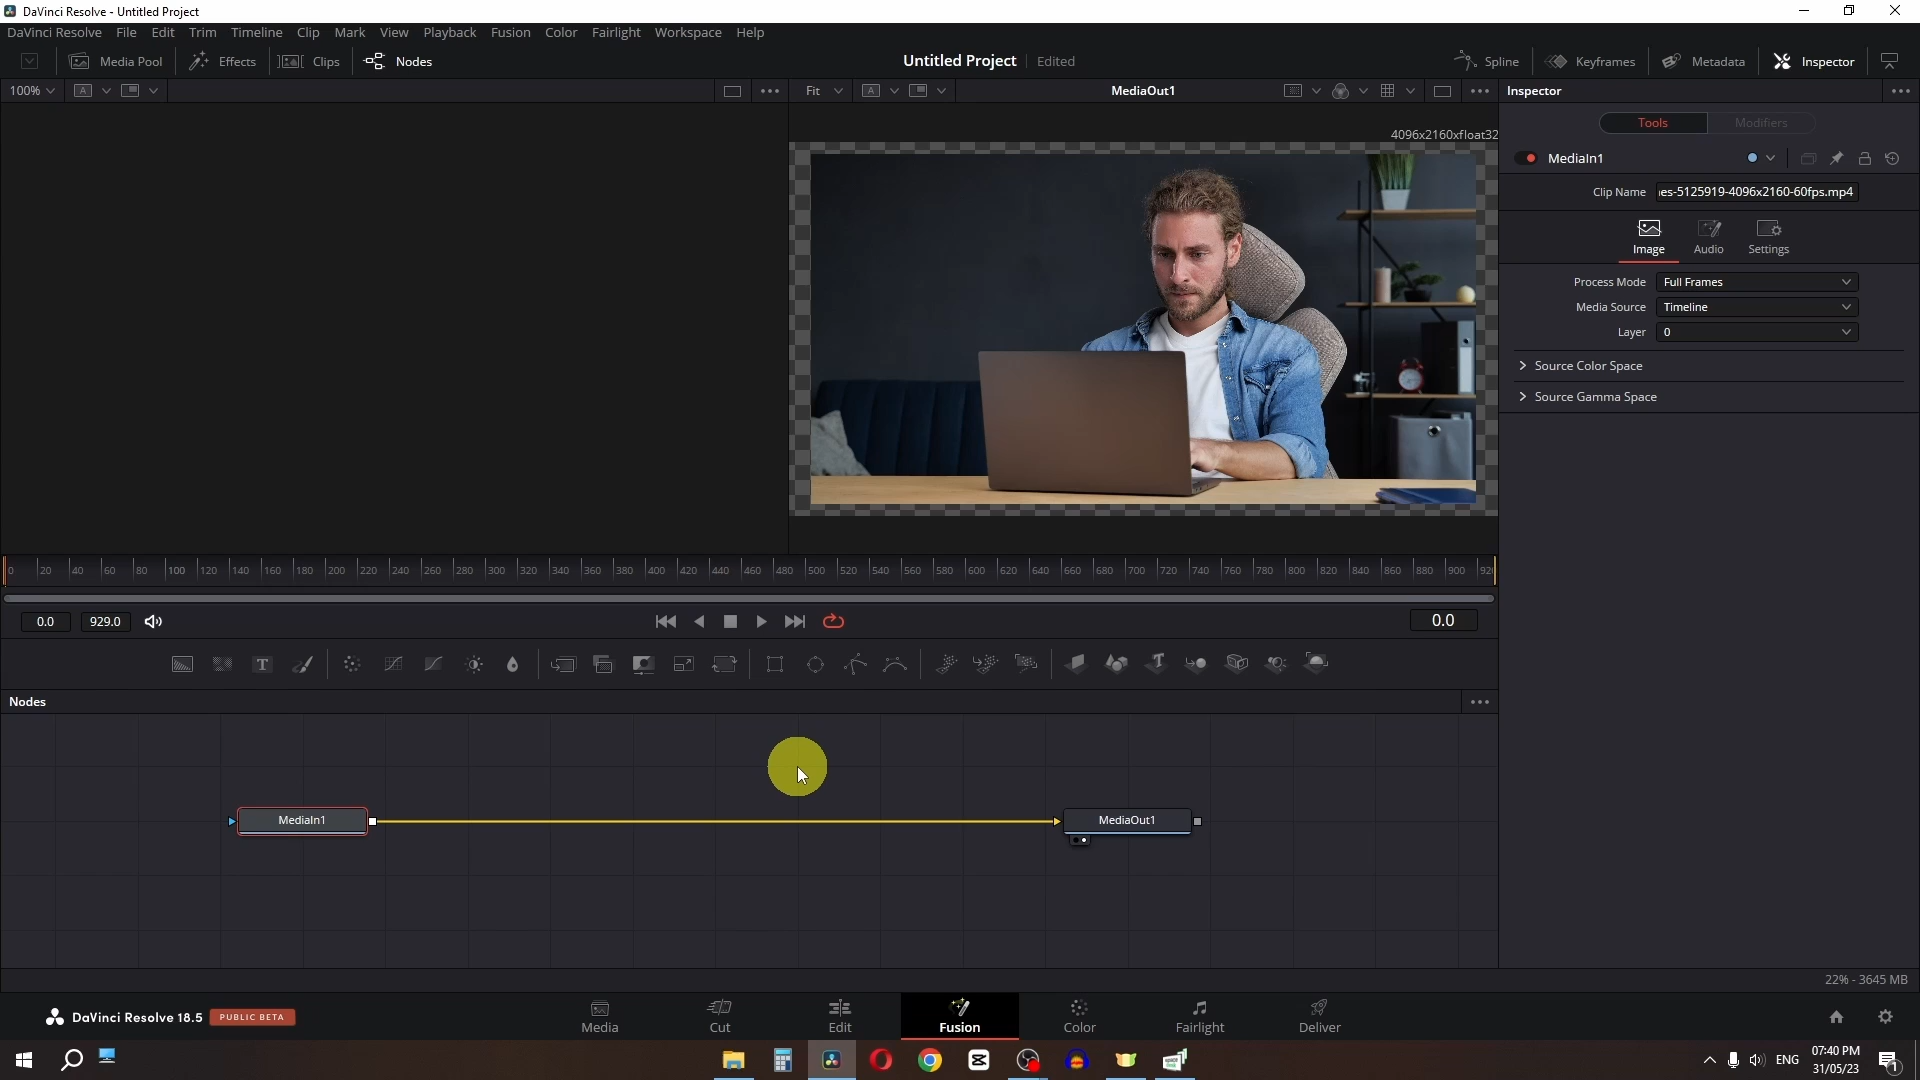 DaVinci Resolve - Untitled Project
DaVinci Resolve File Edit Trim Timeline Clip Mark View Playback Fusion Color Fairlight Workspace Help
Media Pool Effects Clips Nodes Untitled Project Edited Spline Keyframes Metadata Inspector
100% A Fit A MediaOut1 Inspector
4096x2160xfloat32
Tools Modifiers
MediaIn1
Clip Name ies-5125919-4096x2160-60fps.mp4
Image Audio Settings
Process Mode Full Frames
Media Source Timeline
Layer 0
Source Color Space
Source Gamma Space
0 20 40 60 80 100 120 140 160 180 200 220 240 260 280 300 320 340 360 380 400 420 440 460 480 500 520 540 560 580 600 620 640 660 680 700 720 740 760 780 800 820 840 860 880 900 92
0.0 929.0 0.0
T T
Nodes
MediaIn1 MediaOut1
22% - 3645 MB
DaVinci Resolve 18.5 PUBLIC BETA
Media Cut Edit Fusion Color Fairlight Deliver
ENG 07:40 PM
31/05/23
1